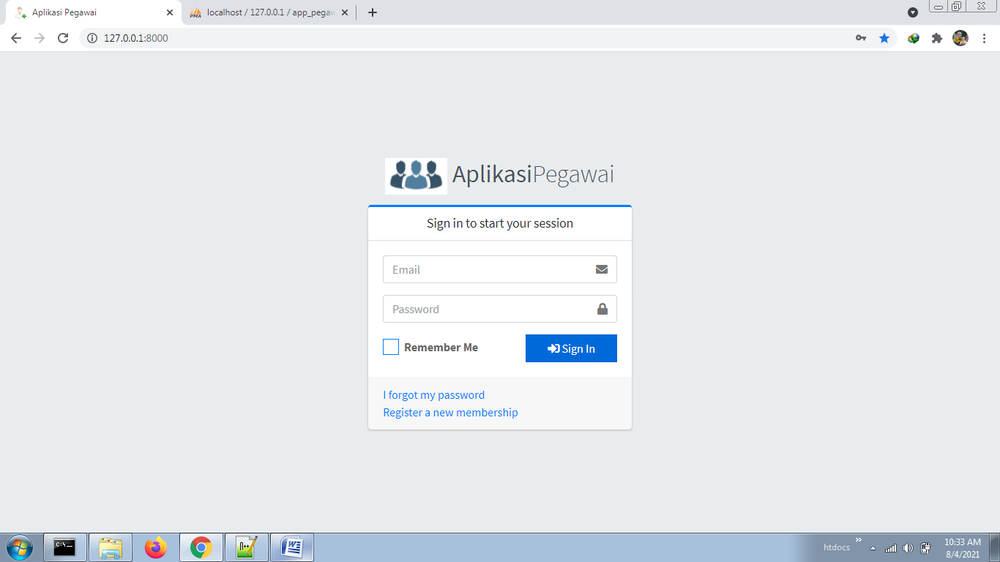 Aplikasi Pegawai
localhost / 127.0.0.1 / app_pegaw
127.0.0.1:8000
AplikasiPegawai
Sign in to start your session
Email
Password
Remember Me
Sign In
I forgot my password
Register a new membership
htdocs
10:33 AM
8/4/2021